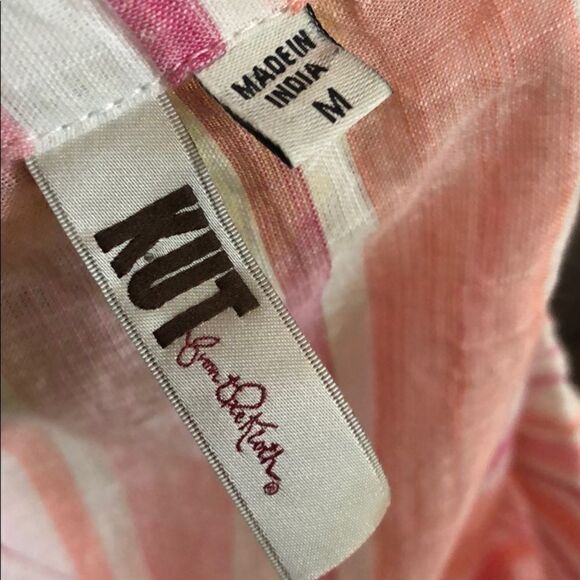 MADE IN
INDIA
M
KUT
from the Kloth®